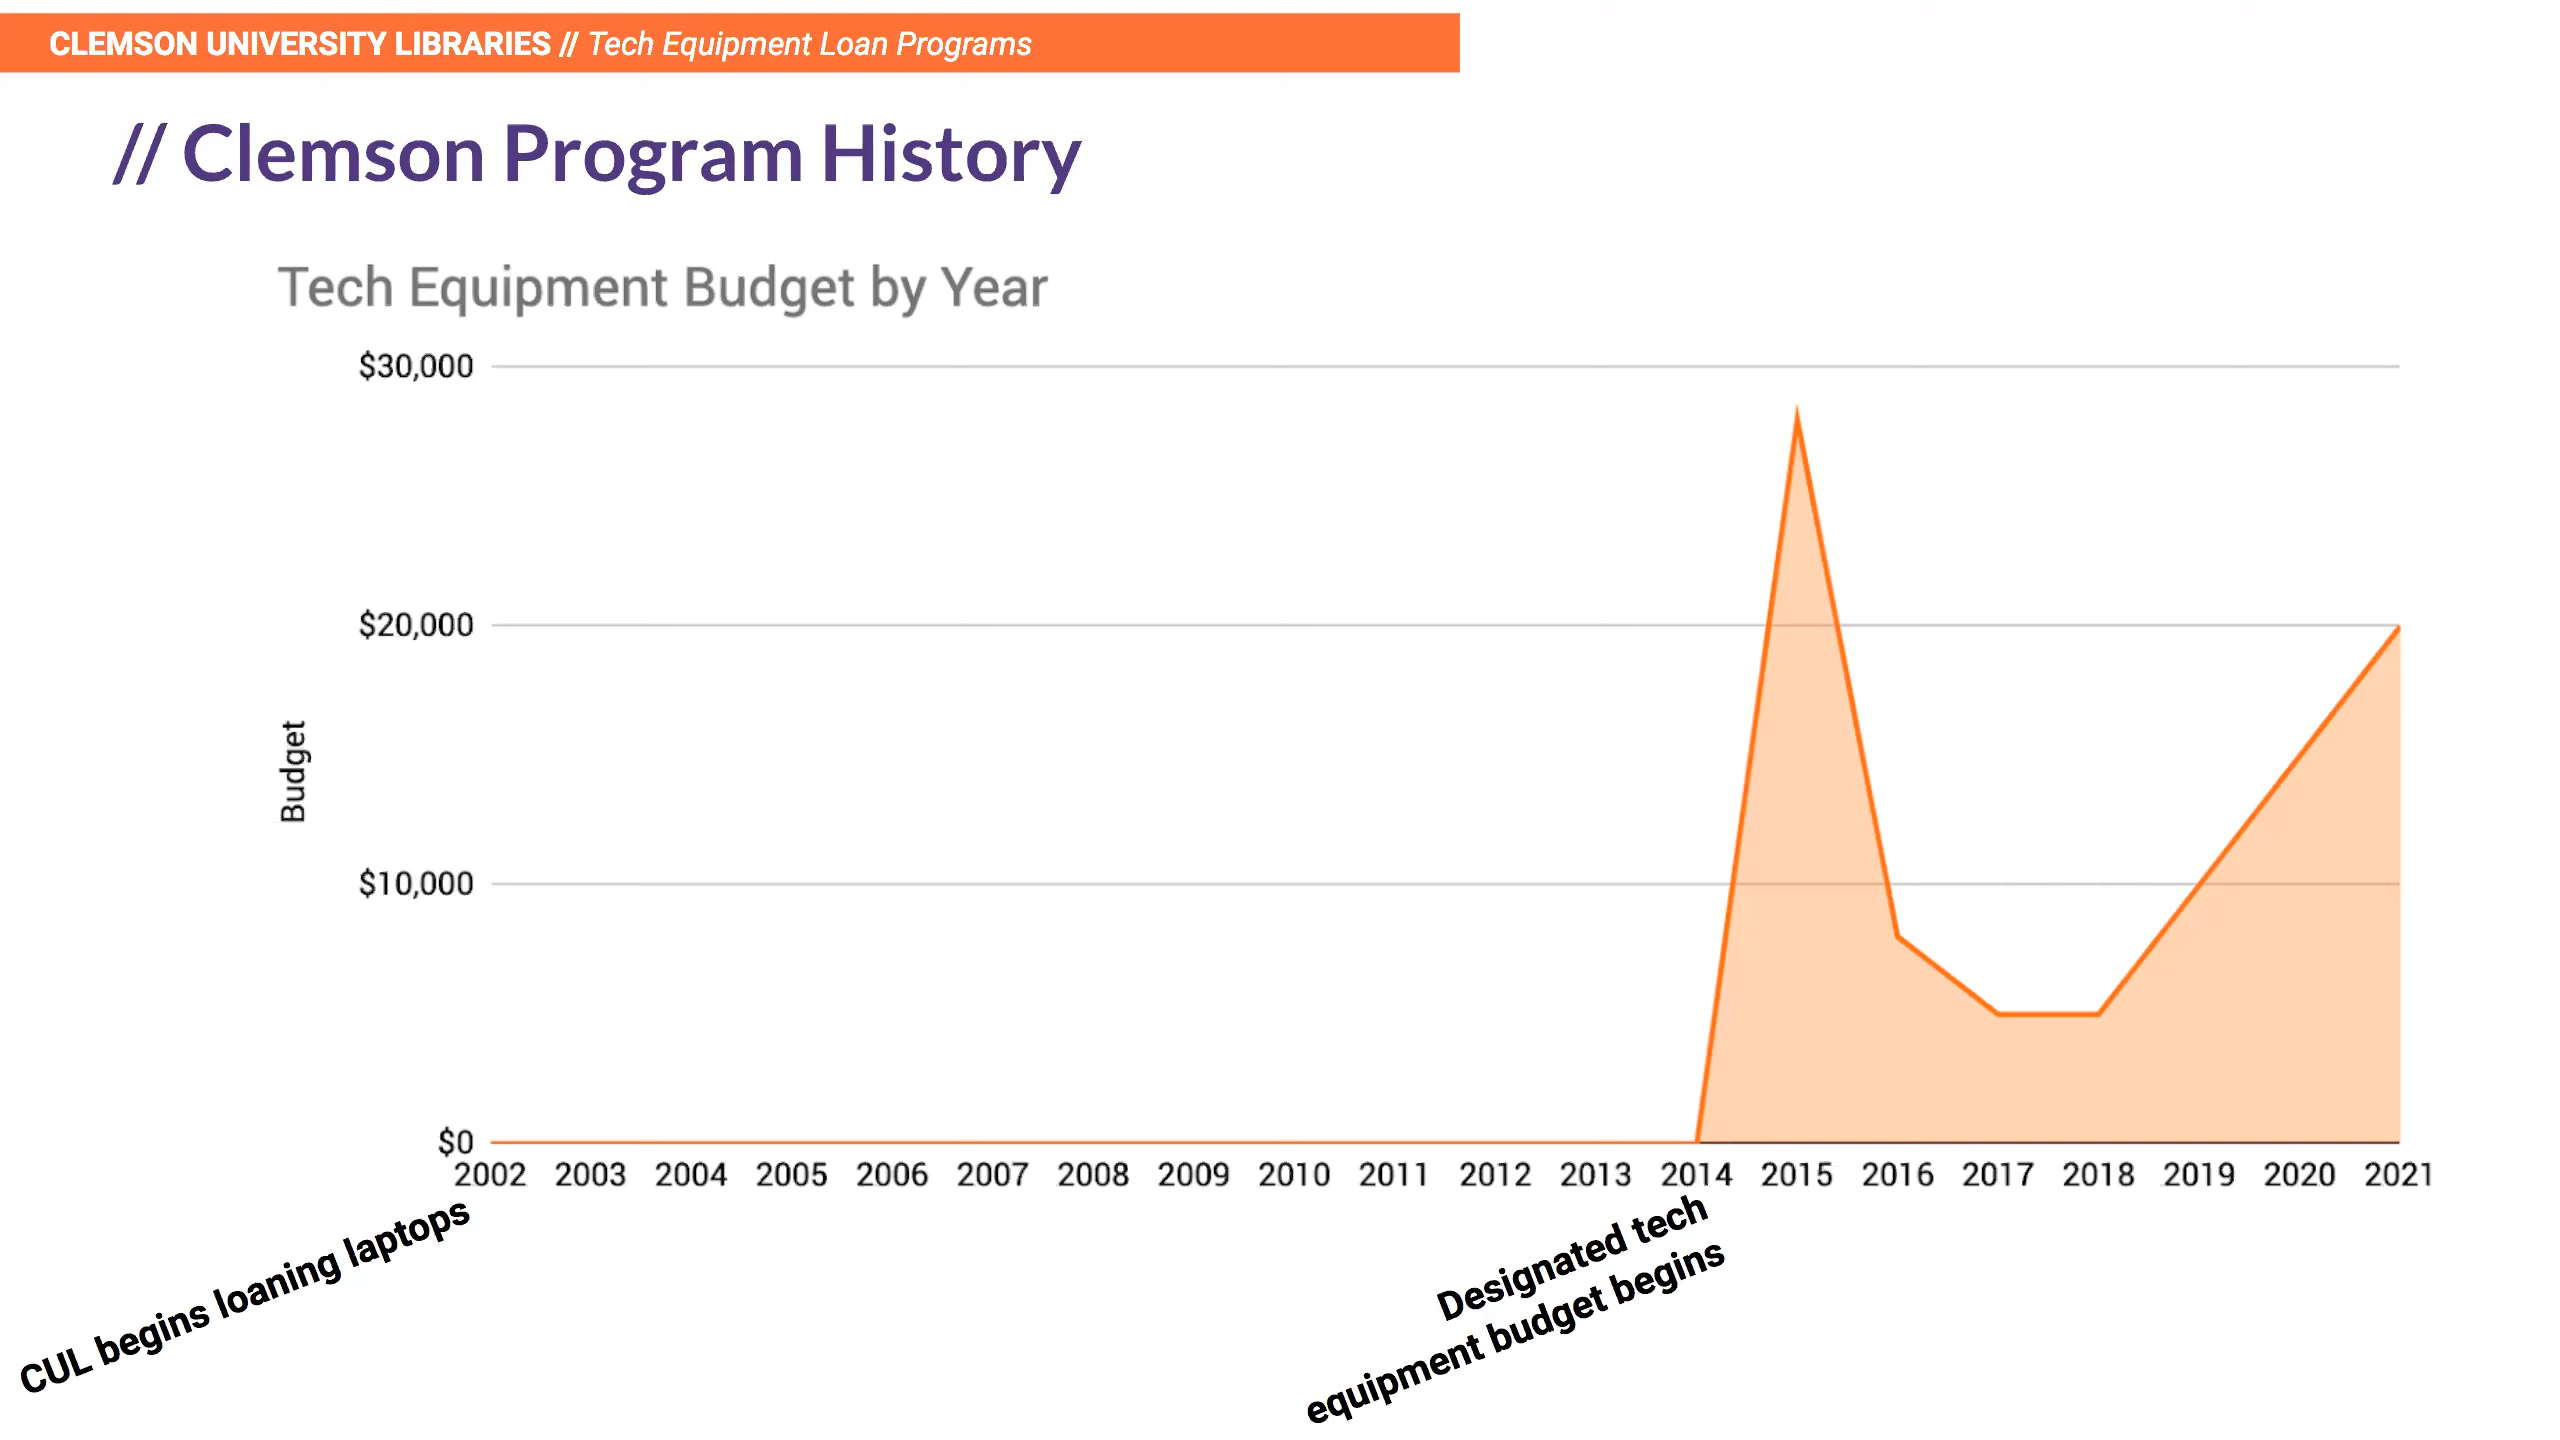 CLEMSON UNIVERSITY LIBRARIES // Tech Equipment Loan Programs
// Clemson Program History
Tech Equipment Budget by Year
$30,000
$20,000
$10,000
$0
Budget
2002 2003 2004 2005 2006 2007 2008 2009 2010 2011 2012 2013 2014 2015 2016 2017 2018 2019 2020 2021
CUL begins loaning laptops
Designated tech
equipment budget begins